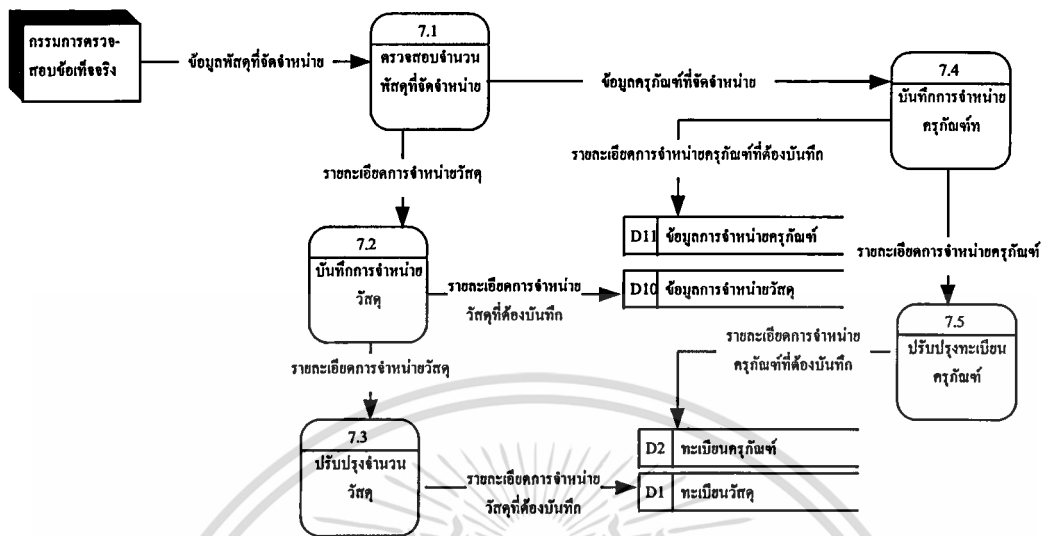 กรรมการตรวจ-
สอบข้อเท็จจริง
ข้อมูลพัสดุที่จัดจำหน่าย
7.1
ตรวจสอบจำนวน
พัสดุที่จัดจำหน่าย
ข้อมูลครุภัณฑ์ที่จัดจำหน่าย
7.4
บันทึกการจำหน่าย
ครุภัณฑ์ท
รายละเอียดการจำหน่ายครุภัณฑ์ที่ต้องบันทึก
รายละเอียดการจำหน่ายวัสดุ
7.2
บันทึกการจำหน่าย
วัสดุ
D11 ข้อมูลการจำหน่ายครุภัณฑ์
รายละเอียดการจำหน่ายครุภัณฑ์
รายละเอียดการจำหน่าย
วัสดุที่ต้องบันทึก
D10 ข้อมูลการจำหน่ายวัสดุ
7.5
ปรับปรุงทะเบียน
ครุภัณฑ์
รายละเอียดการจำหน่าย
ครุภัณฑ์ที่ต้องบันทึก
รายละเอียดการจำหน่ายวัสดุ
7.3
ปรับปรุงจำนวน
วัสดุ
D2 ทะเบียนครุภัณฑ์
รายละเอียดการจำหน่าย
วัสดุที่ต้องบันทึก
D1 ทะเบียนวัสดุ